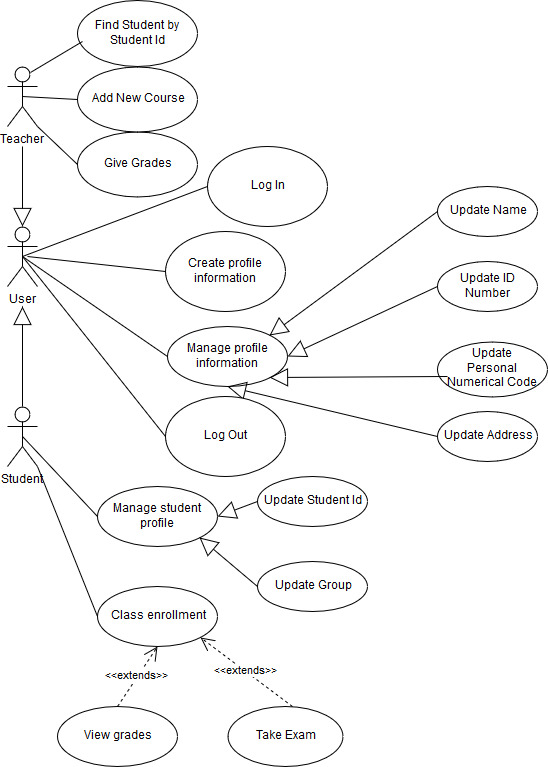 Find Student by
Student Id
Add New Course
Teacher
Give Grades
Log In
Update Name
User
Create profile
information
Update ID
Number
Manage profile
information
Update
Personal
Numerical Code
Log Out
Update Address
Student
Manage student
profile
Update Student Id
Update Group
Class enrollment
<<extends>>
<<extends>>
View grades
Take Exam